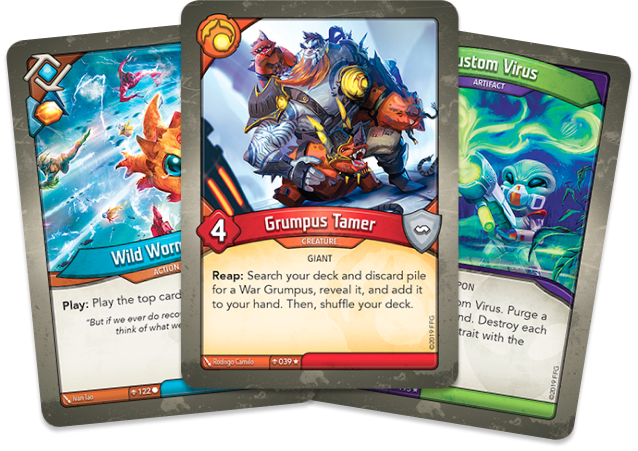 Wild Worm
ACTION
Play: Play the top card
"But if we ever do reco
think of what we
Ivan Tao
122
4
Grumpus Tamer
CREATURE
GIANT
Reap: Search your deck and discard pile
for a War Grumpus, reveal it, and add it
to your hand. Then, shuffle your deck.
©2019 FFG
Rodrigo Camilo
039
ustom Virus
ARTIFACT
PON
om Virus. Purge a
nd. Destroy each
trait with the
©2019 FFG